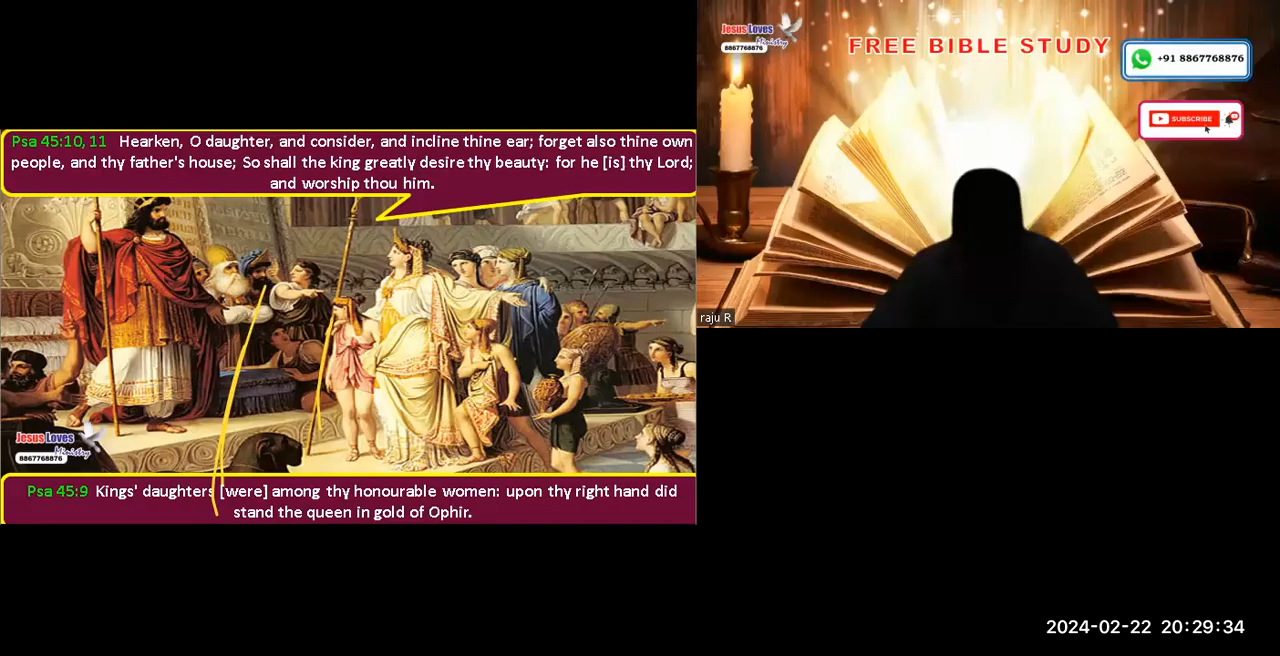 Psa 45:10, 11 Hearken, O daughter, and consider, and incline thine ear; forget also thine own
people, and thy father's house; So shall the king greatly desire thy beauty: for he [is] thy Lord;
and worship thou him.
Jesus Loves
Ministry
8867768876
Psa 45:9 Kings' daughters [were] among thy honourable women: upon thy right hand did
stand the queen in gold of Ophir.
Jesus Loves
Ministry
8867768876
FREE BIBLE STUDY
+91 8867768876
SUBSCRIBE
raju R
2024-02-22 20:29:34